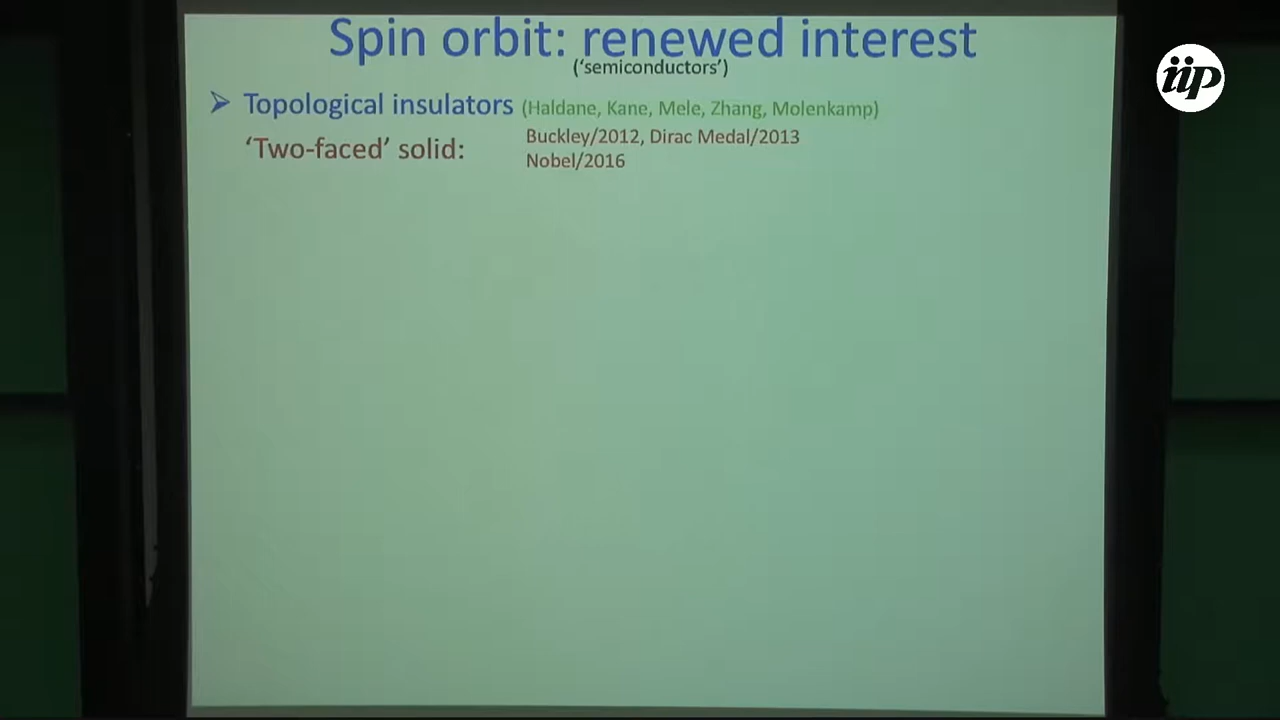 Spin orbit: renewed interest
('semiconductors')
➢ Topological insulators (Haldane, Kane, Mele, Zhang, Molenkamp)
'Two-faced' solid:
Buckley/2012, Dirac Medal/2013
Nobel/2016
iip